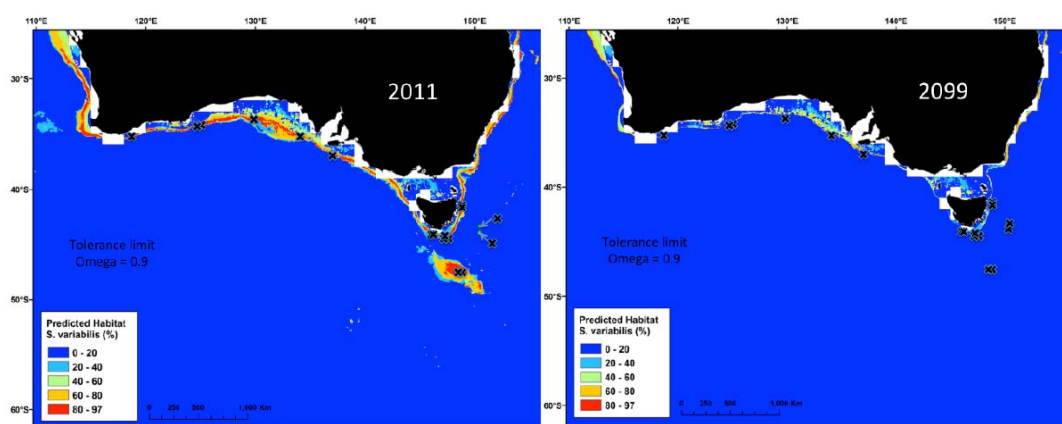 110°E 120°E 130°E 140°E 150°E
30°S
2011
40°S
Tolerance limit
Omega = 0.9
50°S
Predicted Habitat
S. variabilis (%)
0 - 20
20 - 40
40 - 60
60 - 80
80 - 97
0 250 500 1,000 Km
60°S
110°E 120°E 130°E 140°E 150°E
30°S
2099
40°S
Tolerance limit
Omega = 0.9
50°S
Predicted Habitat
S. variabilis (%)
0 - 20
20 - 40
40 - 60
60 - 80
80 - 97
0 250 500 1,000 Km
60°S